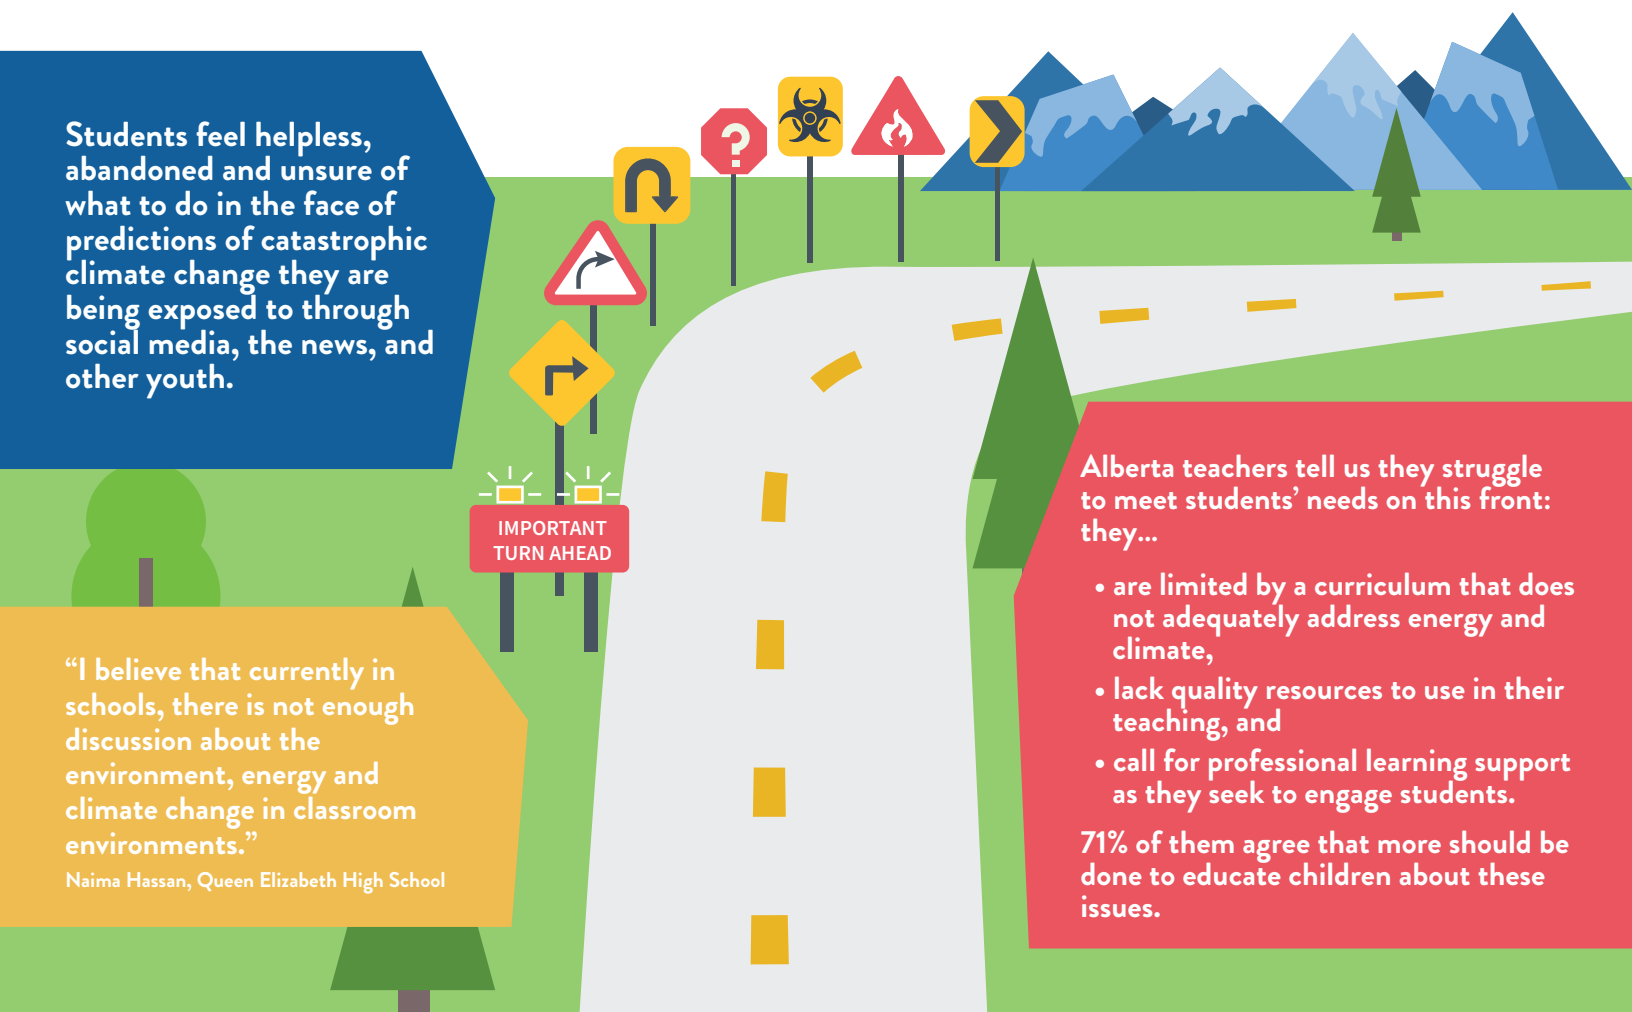 Students feel helpless,
abandoned and unsure of
what to do in the face of
predictions of catastrophic
climate change they are
being exposed to through
social media, the news, and
other youth.
?
IMPORTANT
TURN AHEAD
“I believe that currently in
schools, there is not enough
discussion about the
environment, energy and
climate change in classroom
environments.”
Naima Hassan, Queen Elizabeth High School
Alberta teachers tell us they struggle
to meet students’ needs on this front:
they...
• are limited by a curriculum that does
not adequately address energy and
climate,
• lack quality resources to use in their
teaching, and
• call for professional learning support
as they seek to engage students.
71% of them agree that more should be
done to educate children about these
issues.